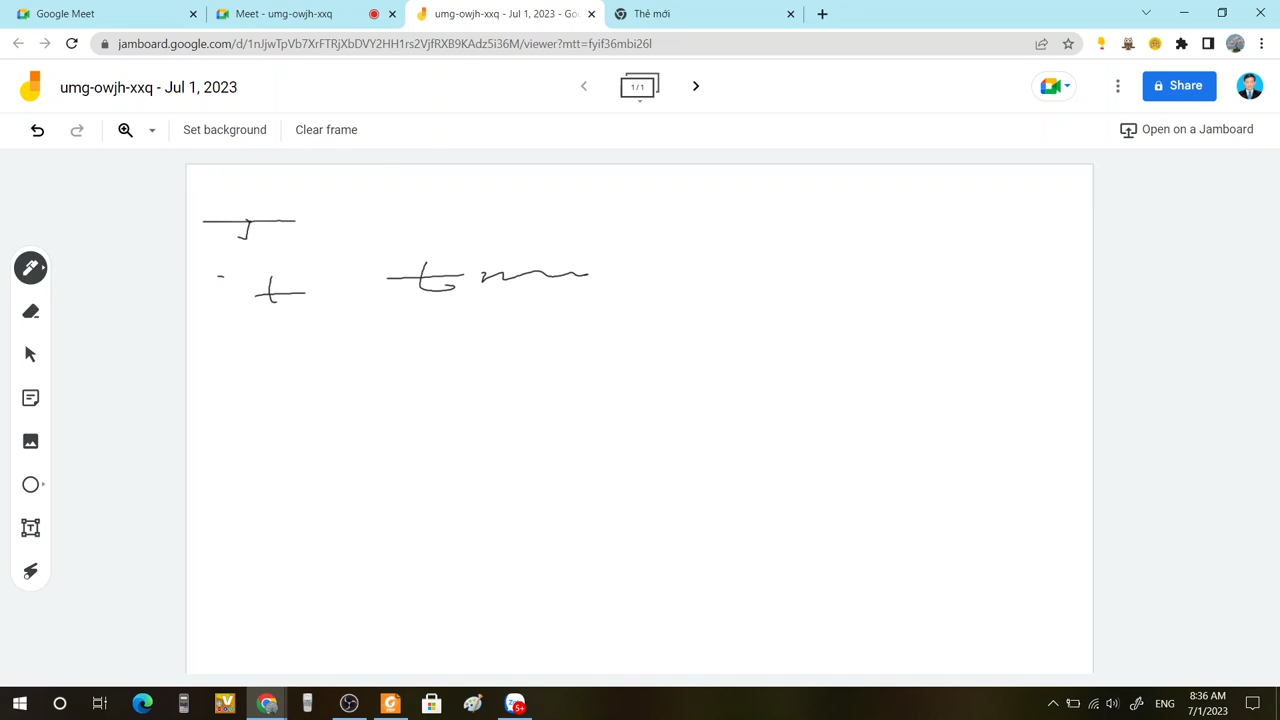 Google Meet
Meet - umg-owjh-xxq
umg-owjh-xxq - Jul 1, 2023 - Go
Thẻ mới
jamboard.google.com/d/1nJjwTpVb7XrFTRjXbDVY2HH1rs2VjfRXB9KAdz5i36M/viewer?mtt=fyif36mbi26l
umg-owjh-xxq - Jul 1, 2023
1/1
Share
Set background
Clear frame
Open on a Jamboard
5+
ENG
8:36 AM
7/1/2023